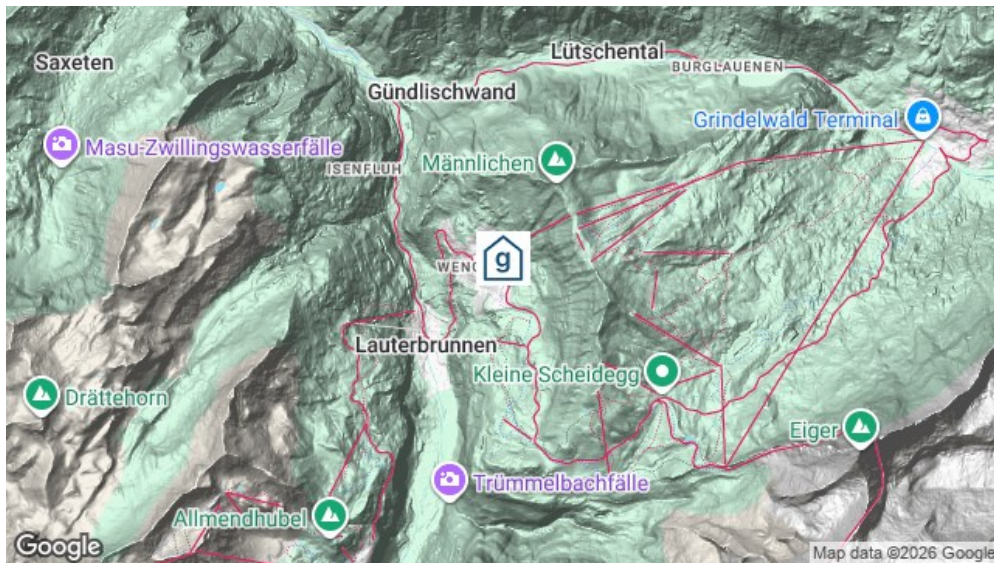 Saxeten
Lütschental
BURGLAUENEN
Gündlischwand
Grindelwald Terminal
Masu-Zwillingswasserfälle
ISENFLUH
Männlichen
g
WENG
Lauterbrunnen
Kleine Scheidegg
Drättehorn
Eiger
Trümmelbachfälle
Allmendhubel
Google
Map data ©2026 Google